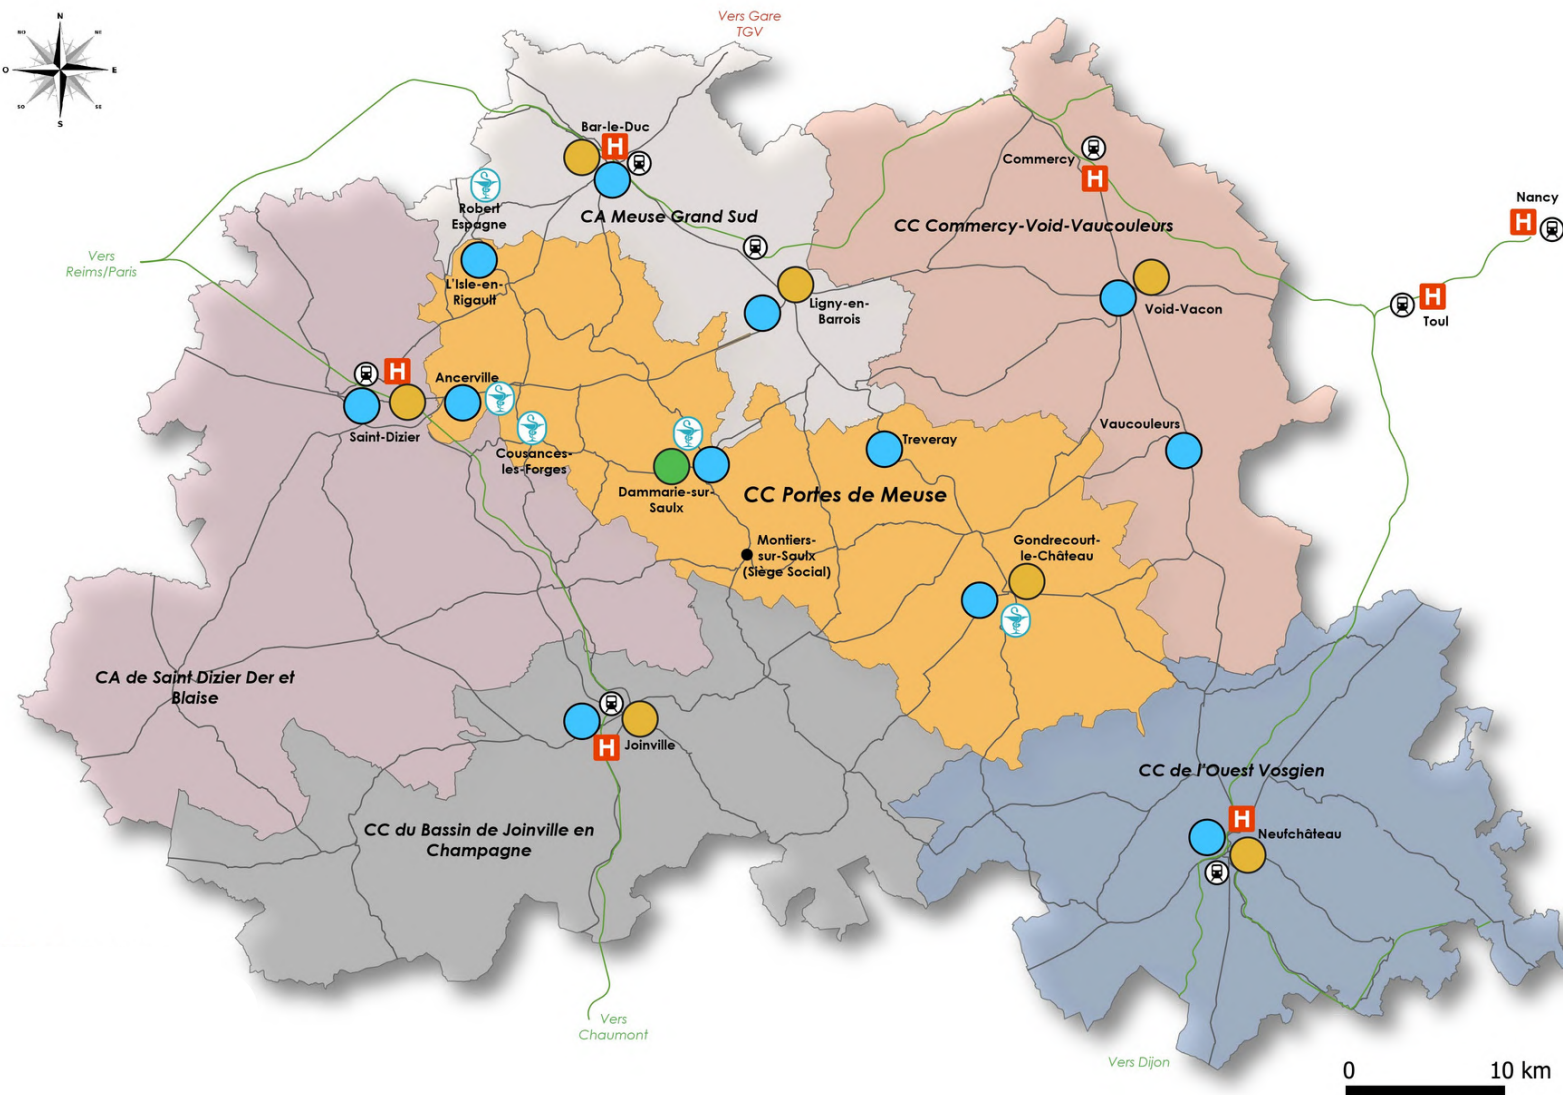 Vers Gare
TGV
N
NO
NE
O
E
SO
SE
S
Bar-le-Duc
H
Commercy
H
Robert
Espagne
CA Meuse Grand Sud
CC Commercy-Void-Vaucouleurs
Nancy
H
Vers
Reims/Paris
L'Isle-en-
Rigault
Ligny-en-
Barrois
Void-Vacon
H
Toul
H
Ancerville
Saint-Dizier
Vaucouleurs
Treveray
Cousances-
les-Forges
Dammarie-sur-
Saulx
CC Portes de Meuse
Montiers-
sur-Saulx
(Siège Social)
Gondrecourt-
le-Château
CA de Saint Dizier Der et
Blaise
Joinville
H
CC de l'Ouest Vosgien
CC du Bassin de Joinville en
Champagne
H
Neufchâteau
Vers
Chaumont
Vers Dijon
0
10 km